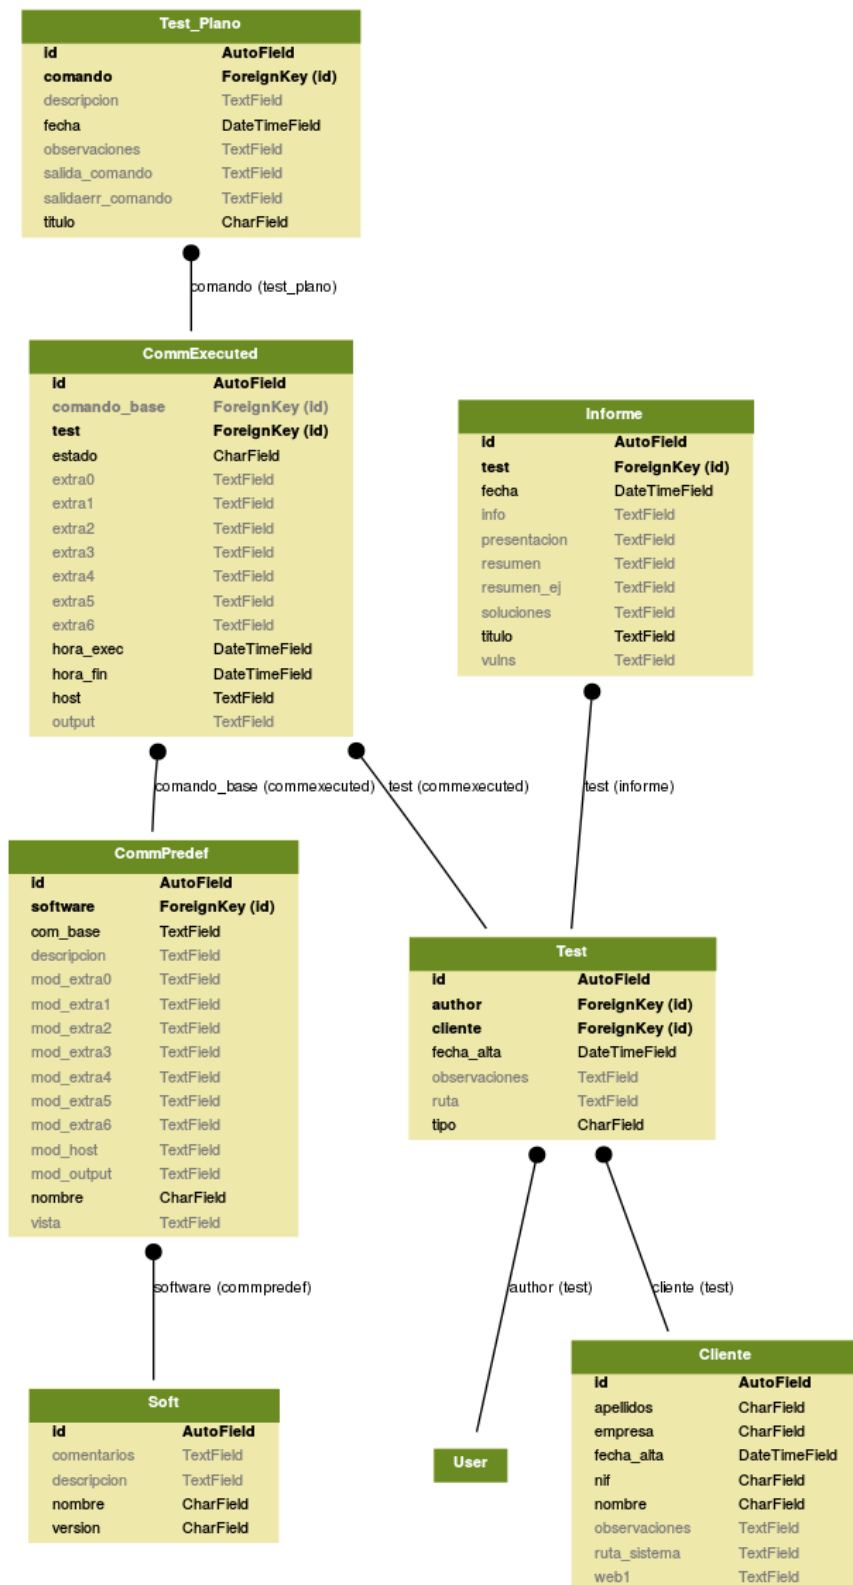 Test_Plano
id AutoField
comando ForeignKey (id)
descripcion TextField
fecha DateTimeField
observaciones TextField
salida_comando TextField
salidaerr_comando TextField
titulo CharField
comando (test_plano)
CommExecuted
id AutoField
comando_base ForeignKey (id)
test ForeignKey (id)
estado CharField
extra0 TextField
extra1 TextField
extra2 TextField
extra3 TextField
extra4 TextField
extra5 TextField
extra6 TextField
hora_exec DateTimeField
hora_fin DateTimeField
host TextField
output TextField
Informe
id AutoField
test ForeignKey (id)
fecha DateTimeField
info TextField
presentacion TextField
resumen TextField
resumen_ej TextField
soluciones TextField
titulo TextField
vulns TextField
comando_base (commexecuted)
test (commexecuted)
test (informe)
CommPredef
id AutoField
software ForeignKey (id)
com_base TextField
descripcion TextField
mod_extra0 TextField
mod_extra1 TextField
mod_extra2 TextField
mod_extra3 TextField
mod_extra4 TextField
mod_extra5 TextField
mod_extra6 TextField
mod_host TextField
mod_output TextField
nombre CharField
vista TextField
Test
id AutoField
author ForeignKey (id)
cliente ForeignKey (id)
fecha_alta DateTimeField
observaciones TextField
ruta TextField
tipo CharField
software (commpredef)
author (test)
cliente (test)
Soft
id AutoField
comentarios TextField
descripcion TextField
nombre CharField
version CharField
User
Cliente
id AutoField
apellidos CharField
empresa CharField
fecha_alta DateTimeField
nif CharField
nombre CharField
observaciones TextField
ruta_sistema TextField
web1 TextField